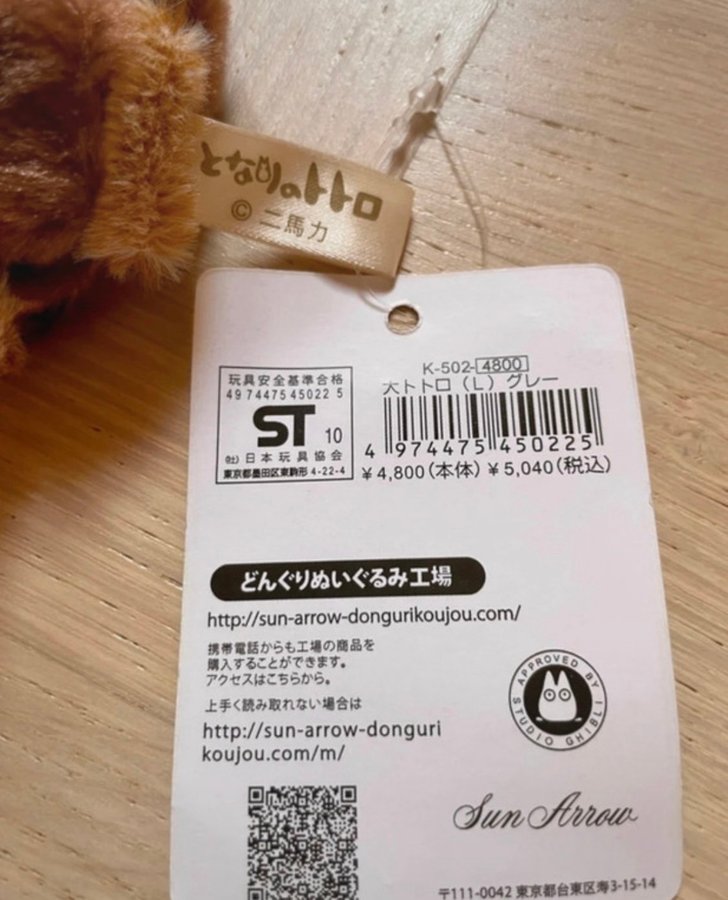 となりのトトロ
© 二馬力
K-502-4800
大トトロ（L）グレー
玩具安全基準合格
49 74475 45022 5
ST 10
(社)日本玩具協会
東京都墨田区東駒形 4-22-4
4 974475 450225
￥4,800(本体)￥5,040(税込)
どんぐりぬいぐるみ工場
http://sun-arrow-dongurikoujou.com/
携帯電話からも工場の商品を
購入することができます。
アクセスはこちらから。
上手く読み取れない場合は
http://sun-arrow-donguri
koujou.com/m/
APPROVED BY
STUDIO GHIBLI
Sun Arrow
〒111-0042 東京都台東区寿3-15-14